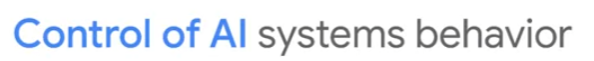 Control of AI systems behavior